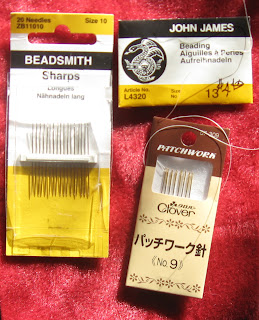 20 Needles
Size 10
ZB11010
BEADSMITH
Sharps
Longues
Nähnadeln lang
JOHN JAMES
Beading
Aiguilles à Perles
Aufreihnadeln
Article No. Size No
L4320 13
PATCHWORK
Clover
パッチワーク針
《No.9》